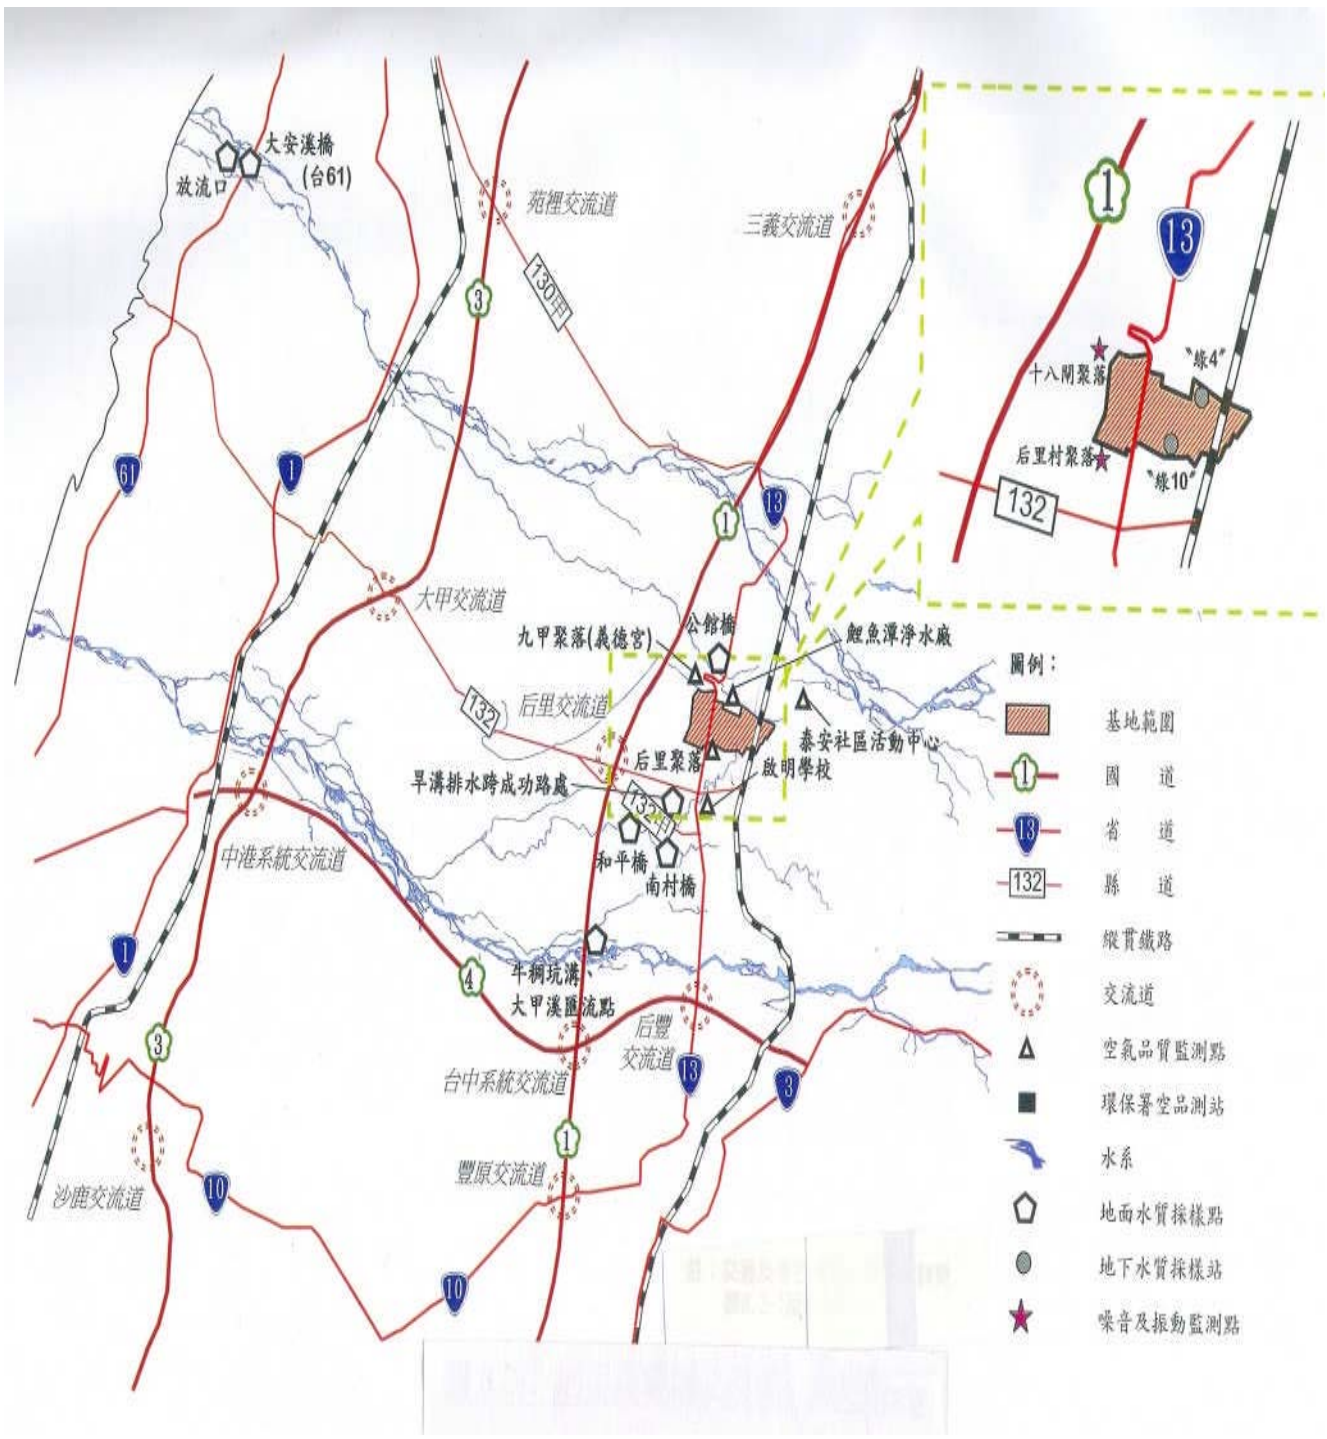 大安溪橋
(台61)
放流口
苑裡交流道
三義交流道
1
13
3
130甲
十八閘聚落
"綠4"
后里村聚落
"綠10"
132
61
1
13
1
大甲交流道
九甲聚落(義德宮)
公館橋
鯉魚潭淨水廠
132
后里交流道
后里聚落
泰安社區活動中心
啟明學校
旱溝排水跨成功路處
132甲
和平橋
南村橋
中港系統交流道
1
4
牛稠坑溝、
大甲溪匯流點
后豐
交流道
3
台中系統交流道
13
3
1
豐原交流道
沙鹿交流道
10
10
圖例：
基地範圍
1
國道
13
省道
132
縣道
縱貫鐵路
交流道
空氣品質監測點
環保署空品測站
水系
地面水質採樣點
地下水質採樣站
噪音及振動監測點